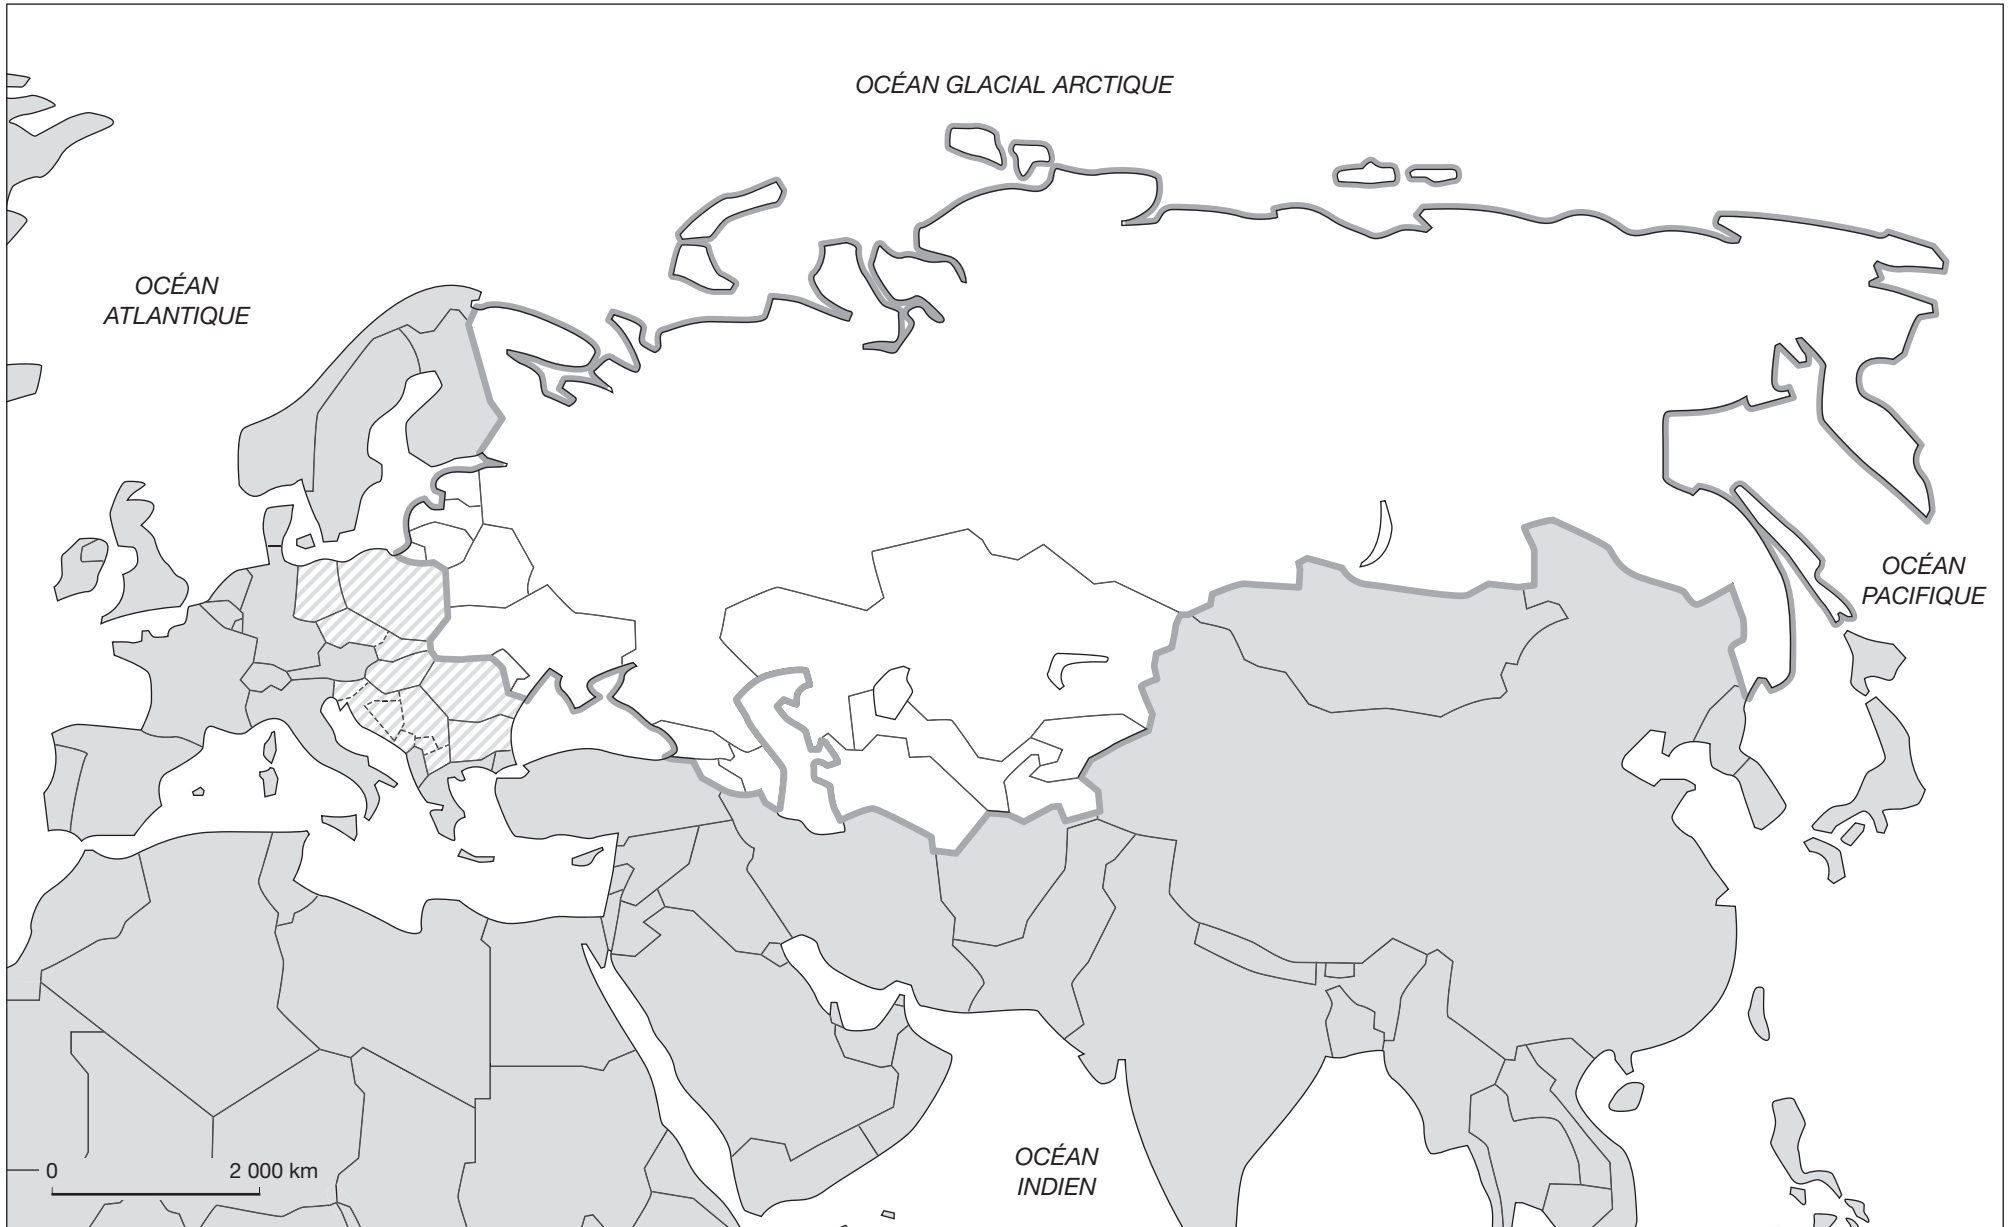 OCÉAN GLACIAL ARCTIQUE
OCÉAN
ATLANTIQUE
OCÉAN
PACIFIQUE
OCÉAN
INDIEN
0 2 000 km